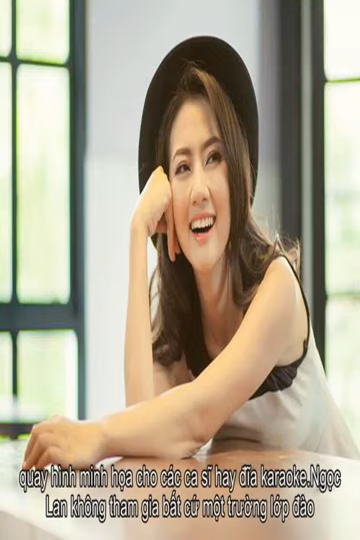 quay hình minh họa cho các ca sĩ hay đĩa karaoke.Ngọc
Lan không tham gia bất cứ một trường lớp đào